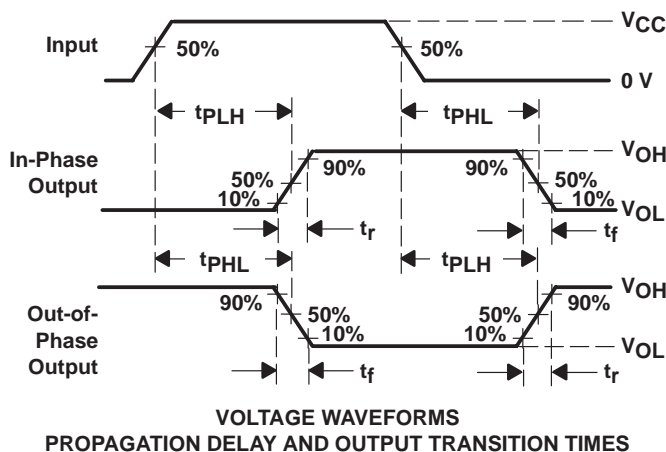 Input
50%
50%
VCC
0 V
tPLH
tPHL
In-Phase
Output
50%
10%
90%
90%
50%
10%
VOH
VOL
tr
tf
tPHL
tPLH
Out-of-
Phase
Output
90%
50%
10%
10%
50%
90%
VOH
VOL
tf
tr
VOLTAGE WAVEFORMS
PROPAGATION DELAY AND OUTPUT TRANSITION TIMES